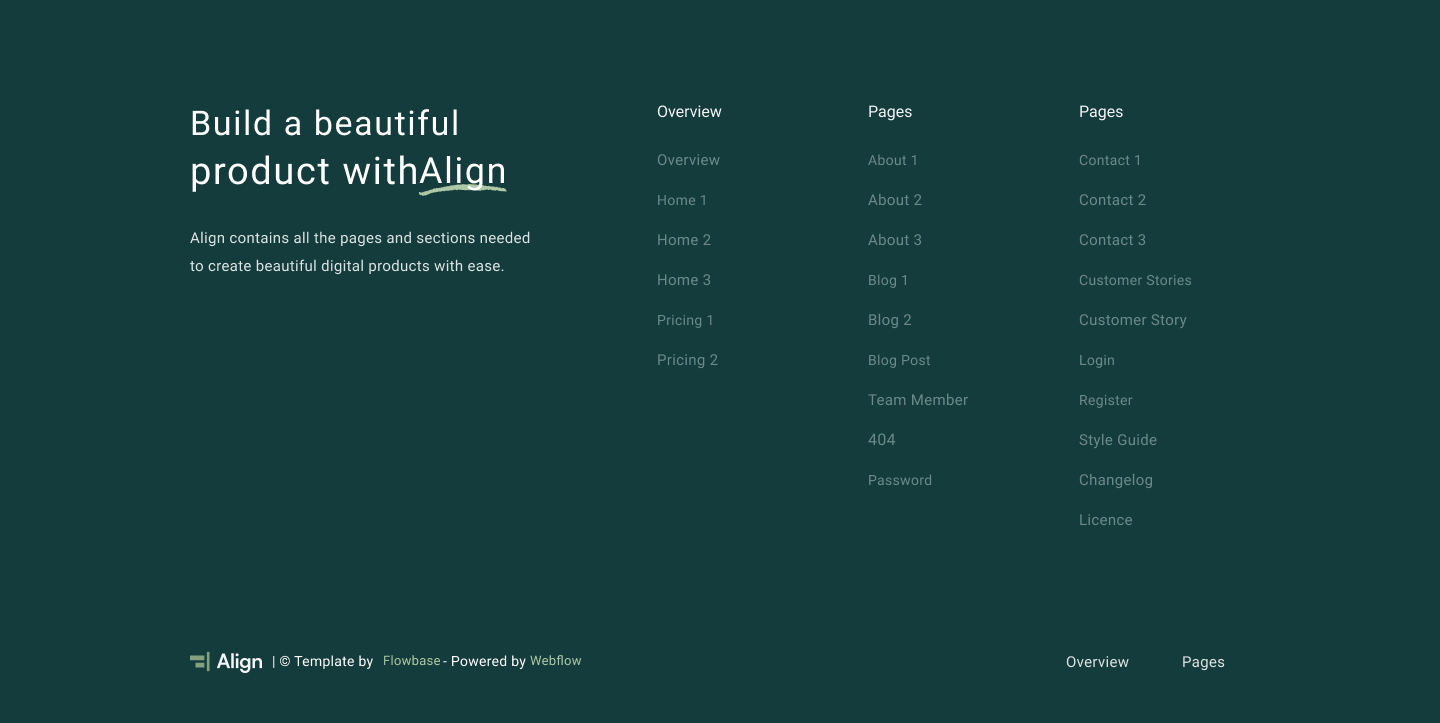 Build a beautiful
product withAlign
Align contains all the pages and sections needed
to create beautiful digital products with ease.
Overview
Overview
Home 1
Home 2
Home 3
Pricing 1
Pricing 2
Pages
About 1
About 2
About 3
Blog 1
Blog 2
Blog Post
Team Member
404
Password
Pages
Contact 1
Contact 2
Contact 3
Customer Stories
Customer Story
Login
Register
Style Guide
Changelog
Licence
Align | © Template by Flowbase - Powered by Webflow
Overview Pages